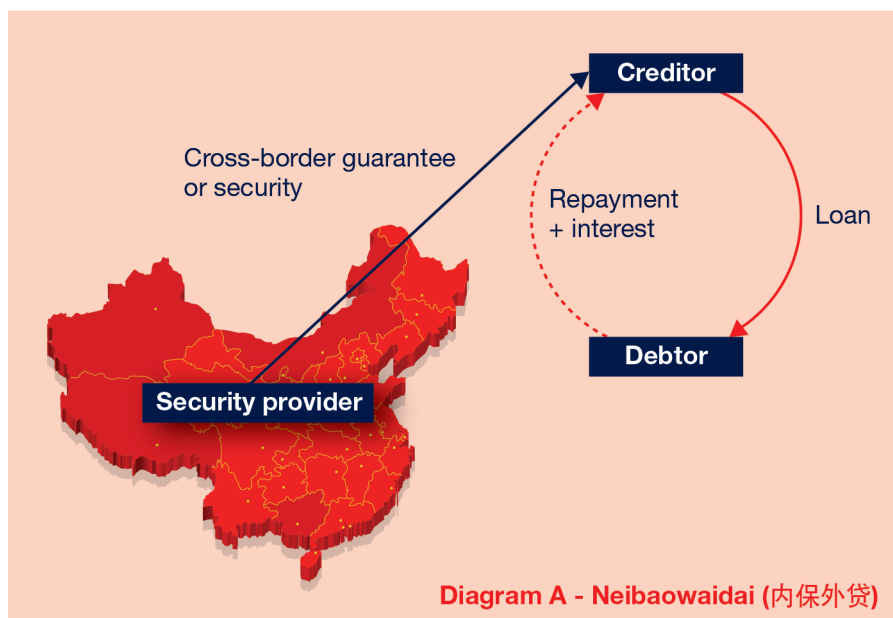 Creditor
Cross-border guarantee
or security
Repayment
+ interest
Loan
Debtor
Security provider
Diagram A - Neibaowaidai (内保外贷)